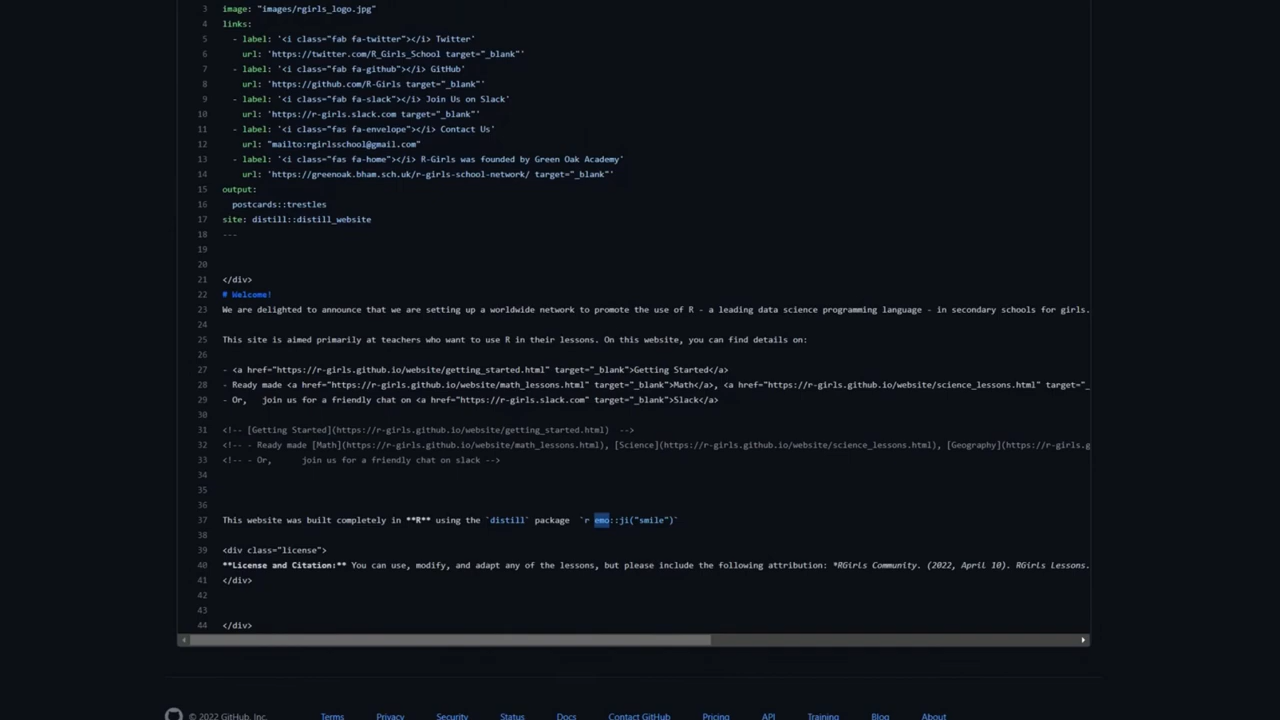 3 image: "images/rgirls_logo.jpg"
4 links:
5 - label: '<i class="fab fa-twitter"></i> Twitter'
6 url: 'https://twitter.com/R_Girls_School target="_blank"'
7 - label: '<i class="fab fa-github"></i> GitHub'
8 url: 'https://github.com/R-Girls target="_blank"'
9 - label: '<i class="fab fa-slack"></i> Join Us on Slack'
10 url: 'https://r-girls.slack.com target="_blank"'
11 - label: '<i class="fas fa-envelope"></i> Contact Us'
12 url: "mailto:rgirlsschool@gmail.com"
13 - label: '<i class="fas fa-home"></i> R-Girls was founded by Green Oak Academy'
14 url: 'https://greenoak.bham.sch.uk/r-girls-school-network/ target="_blank"'
15 output:
16 postcards::trestles
17 site: distill::distill_website
18 ---
19
20
21 </div>
22 # Welcome!
23 We are delighted to announce that we are setting up a worldwide network to promote the use of R - a leading data science programming language - in secondary schools for girls.
24
25 This site is aimed primarily at teachers who want to use R in their lessons. On this website, you can find details on:
26
27 - <a href="https://r-girls.github.io/website/getting_started.html" target="_blank">Getting Started</a>
28 - Ready made <a href="https://r-girls.github.io/website/math_lessons.html" target="_blank">Math</a>, <a href="https://r-girls.github.io/website/science_lessons.html" target="_
29 - Or, join us for a friendly chat on <a href="https://r-girls.slack.com" target="_blank">Slack</a>
30
31 <!-- [Getting Started](https://r-girls.github.io/website/getting_started.html) -->
32 <!-- - Ready made [Math](https://r-girls.github.io/website/math_lessons.html), [Science](https://r-girls.github.io/website/science_lessons.html), [Geography](https://r-girls.g
33 <!-- - Or, join us for a friendly chat on slack -->
34
35
36
37 This website was built completely in **R** using the `distill` package `r emo::ji("smile")`
38
39 <div class="license">
40 **License and Citation:** You can use, modify, and adapt any of the lessons, but please include the following attribution: *RGirls Community. (2022, April 10). RGirls Lessons.
41 </div>
42
43
44 </div>
© 2022 GitHub, Inc. Terms Privacy Security Status Docs Contact GitHub Pricing API Training Blog About